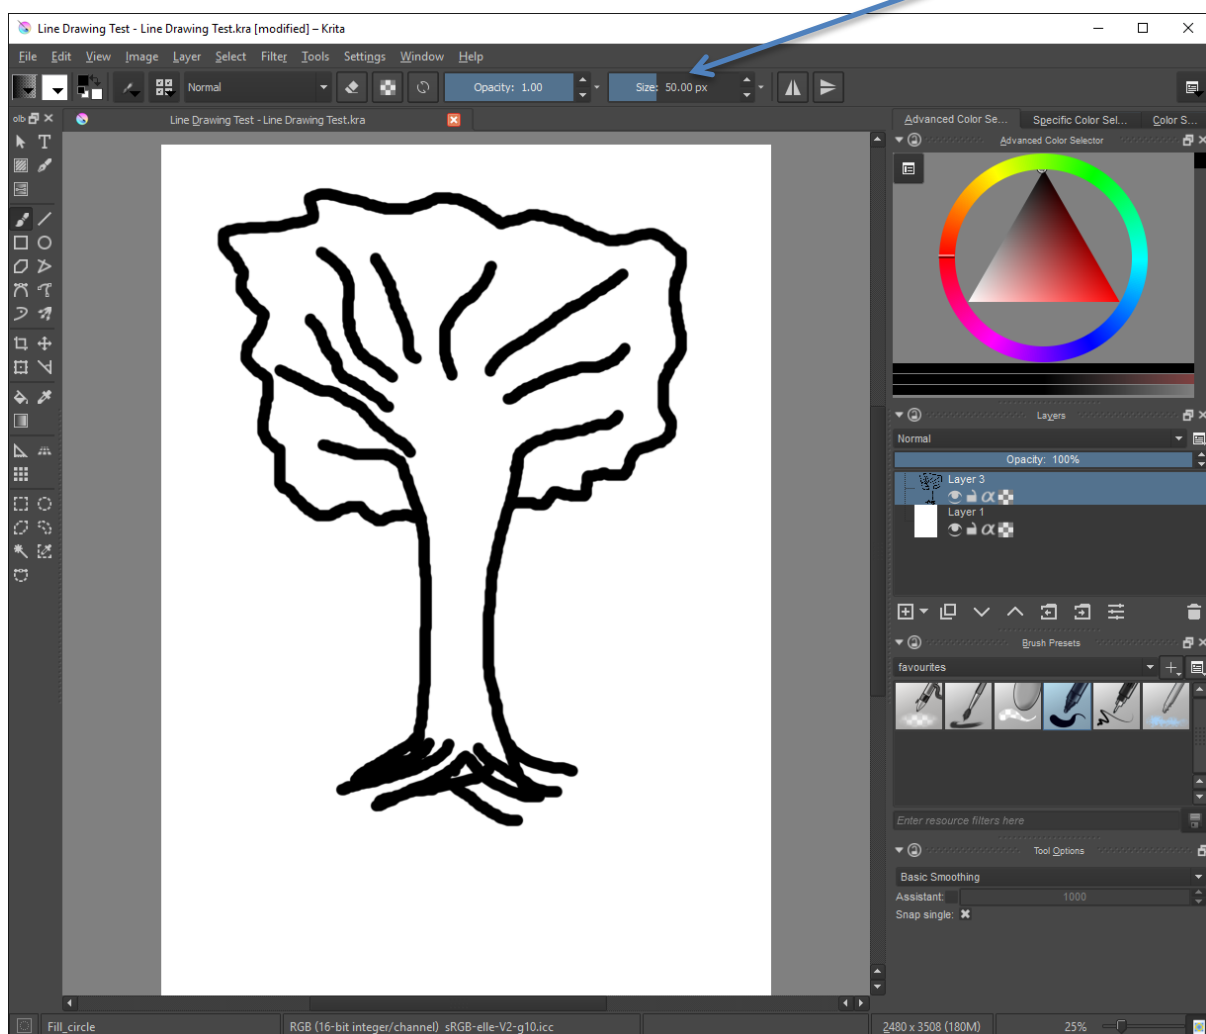 Line Drawing Test - Line Drawing Test.kra [modified] – Krita
File Edit View Image Layer Select Filter Tools Settings Window Help
Normal Opacity: 1.00 Size: 50.00 px
olb Line Drawing Test - Line Drawing Test.kra Advanced Color Se... Specific Color Sel... Color S...
Advanced Color Selector
Layers
Normal
Opacity: 100%
Layer 3
Layer 1
Brush Presets
favourites
Enter resource filters here
Tool Options
Basic Smoothing
Assistant: 1000
Snap single:
Fill_circle RGB (16-bit integer/channel) sRGB-elle-V2-g10.icc 2480 x 3508 (180M) 25%